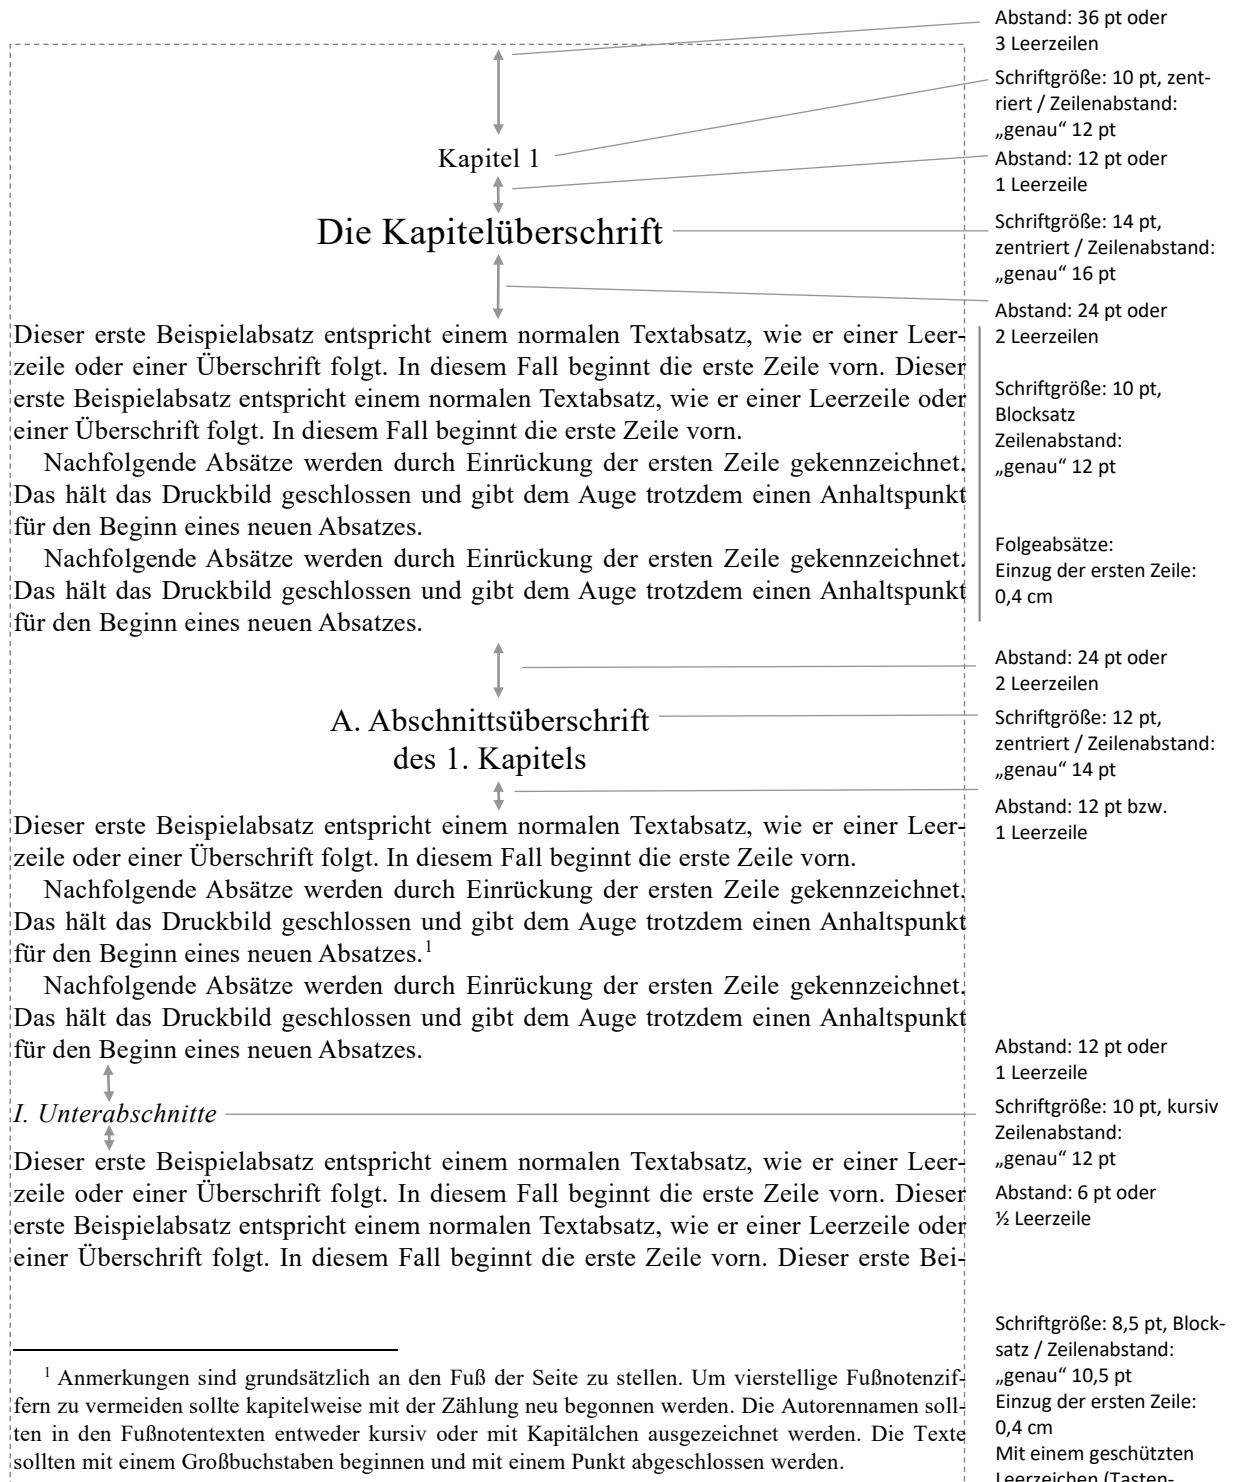 Abstand: 36 pt oder
3 Leerzeilen
Schriftgröße: 10 pt, zent-
riert / Zeilenabstand:
„genau“ 12 pt
Kapitel 1
Abstand: 12 pt oder
1 Leerzeile
Die Kapitelüberschrift
Schriftgröße: 14 pt,
zentriert / Zeilenabstand:
„genau“ 16 pt
Abstand: 24 pt oder
2 Leerzeilen
Dieser erste Beispielabsatz entspricht einem normalen Textabsatz, wie er einer Leer-
zeile oder einer Überschrift folgt. In diesem Fall beginnt die erste Zeile vorn. Dieser
erste Beispielabsatz entspricht einem normalen Textabsatz, wie er einer Leerzeile oder
einer Überschrift folgt. In diesem Fall beginnt die erste Zeile vorn.
Schriftgröße: 10 pt,
Blocksatz
Zeilenabstand:
„genau“ 12 pt
Nachfolgende Absätze werden durch Einrückung der ersten Zeile gekennzeichnet.
Das hält das Druckbild geschlossen und gibt dem Auge trotzdem einen Anhaltspunkt
für den Beginn eines neuen Absatzes.
Nachfolgende Absätze werden durch Einrückung der ersten Zeile gekennzeichnet.
Das hält das Druckbild geschlossen und gibt dem Auge trotzdem einen Anhaltspunkt
für den Beginn eines neuen Absatzes.
Folgeabsätze:
Einzug der ersten Zeile:
0,4 cm
Abstand: 24 pt oder
2 Leerzeilen
A. Abschnittsüberschrift
des 1. Kapitels
Schriftgröße: 12 pt,
zentriert / Zeilenabstand:
„genau“ 14 pt
Abstand: 12 pt bzw.
1 Leerzeile
Dieser erste Beispielabsatz entspricht einem normalen Textabsatz, wie er einer Leer-
zeile oder einer Überschrift folgt. In diesem Fall beginnt die erste Zeile vorn.
Nachfolgende Absätze werden durch Einrückung der ersten Zeile gekennzeichnet.
Das hält das Druckbild geschlossen und gibt dem Auge trotzdem einen Anhaltspunkt
für den Beginn eines neuen Absatzes.¹
Nachfolgende Absätze werden durch Einrückung der ersten Zeile gekennzeichnet.
Das hält das Druckbild geschlossen und gibt dem Auge trotzdem einen Anhaltspunkt
für den Beginn eines neuen Absatzes.
Abstand: 12 pt oder
1 Leerzeile
I. Unterabschnitte
Schriftgröße: 10 pt, kursiv
Zeilenabstand:
„genau“ 12 pt
Abstand: 6 pt oder
½ Leerzeile
Dieser erste Beispielabsatz entspricht einem normalen Textabsatz, wie er einer Leer-
zeile oder einer Überschrift folgt. In diesem Fall beginnt die erste Zeile vorn. Dieser
erste Beispielabsatz entspricht einem normalen Textabsatz, wie er einer Leerzeile oder
einer Überschrift folgt. In diesem Fall beginnt die erste Zeile vorn. Dieser erste Bei-
¹ Anmerkungen sind grundsätzlich an den Fuß der Seite zu stellen. Um vierstellige Fußnotenzif-
fern zu vermeiden sollte kapitelweise mit der Zählung neu begonnen werden. Die Autorennamen soll-
ten in den Fußnotentexten entweder kursiv oder mit Kapitälchen ausgezeichnet werden. Die Texte
sollten mit einem Großbuchstaben beginnen und mit einem Punkt abgeschlossen werden.
Schriftgröße: 8,5 pt, Block-
satz / Zeilenabstand:
„genau“ 10,5 pt
Einzug der ersten Zeile:
0,4 cm
Mit einem geschützten
Leerzeichen (Tasten-